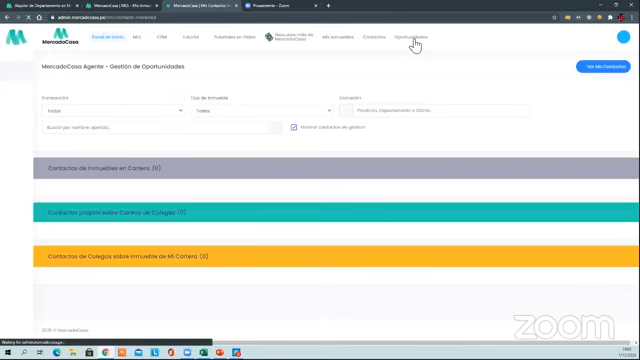 Alquiler de Departamento en M
MercadoCasa | MLS - Mis Inmue
MercadoCasa | Mis Contactos
Posasistente - Zoom
admin.mercadocasa.pe
MercadoCasa
Portal de Inicio
MLS
CRM
Tutorial
Tutoriales en Video
Descubre más de MercadoCasa
Mis Inmuebles
Contactos
Oportunidades
MercadoCasa Agente - Gestión de Oportunidades
Ver Mis Contactos
Transacción
Tipo de Inmueble
Ubicación
Todos
Todos
Provincia, Departamento o Distrito
Buscar por nombre, apellido...
Mostrar contactos sin gestion
Contactos de Inmuebles en Cartera (0)
Contactos propios sobre Cartera de Colegas (0)
Contactos de Colegas sobre inmueble de Mi Cartera (0)
2020 © MercadoCasa
zoom